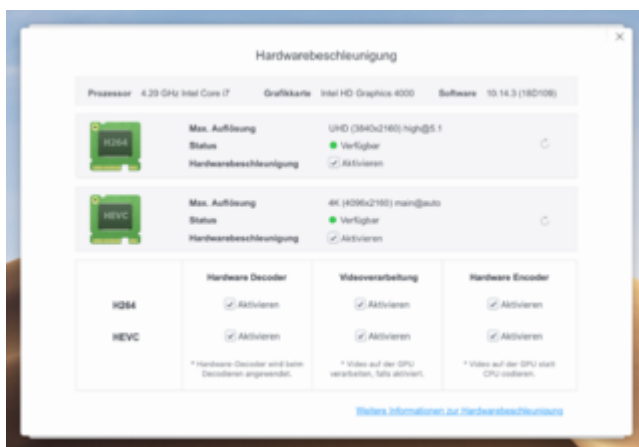 Hardwarebeschleunigung
Prozessor 4.20 GHz Intel Core i7 Grafikkarte Intel HD Graphics 4000 Software 10.14.3 (18D109)
H264
Max. Auflösung UHD (3840x2160) high@5.1
Status Verfügbar
Hardwarebeschleunigung Aktivieren
HEVC
Max. Auflösung 4K (4096x2160) main@auto
Status Verfügbar
Hardwarebeschleunigung Aktivieren
Hardware Decoder Videoverarbeitung Hardware Encoder
H264 Aktivieren Aktivieren Aktivieren
HEVC Aktivieren Aktivieren Aktivieren
* Hardware-Decoder wird beim * Video auf der GPU * Video auf der GPU statt
Decodieren angewendet. verarbeiten, falls aktiviert. CPU codieren.
Weitere Informationen zur Hardwarebeschleunigung